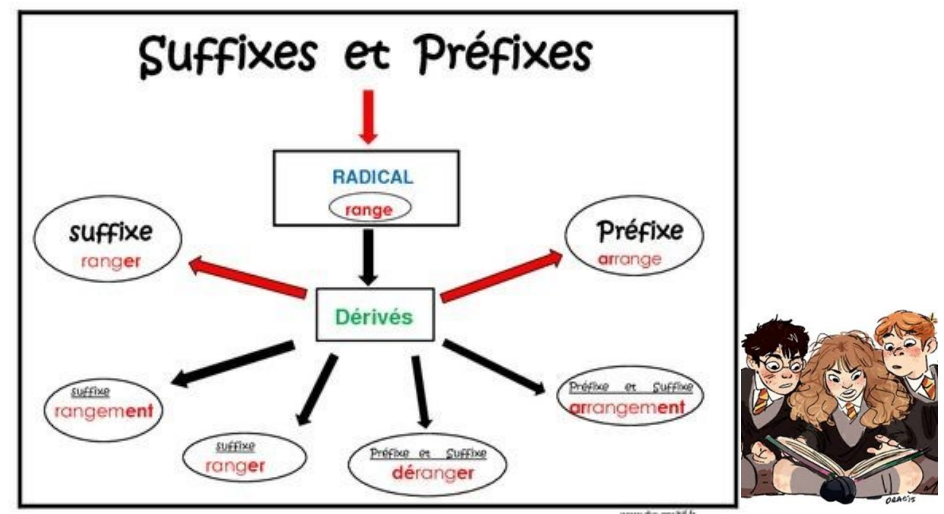 Suffixes et Préfixes
RADICAL
range
suffixe
ranger
Préfixe
arrange
Dérivés
suffixe
rangement
suffixe
ranger
Préfixe et Suffixe
déranger
Préfixe et Suffixe
arrangement
ORAGIS